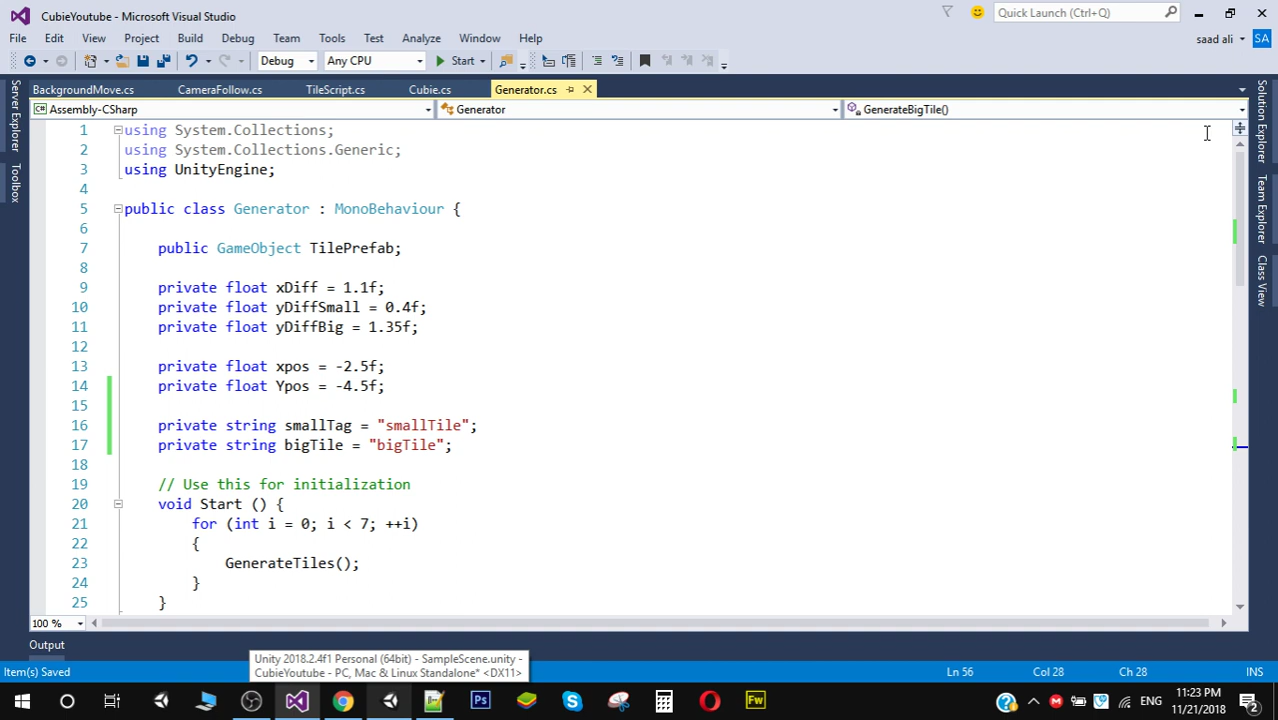 CubieYoutube - Microsoft Visual Studio
Quick Launch (Ctrl+Q)
File Edit View Project Build Debug Team Tools Test Analyze Window Help
saad ali SA
Debug Any CPU Start
BackgroundMove.cs CameraFollow.cs TileScript.cs Cubie.cs Generator.cs
C# Assembly-CSharp Generator GenerateBigTile()
Server Explorer
Toolbox
Solution Explorer
Team Explorer
Class View
1 using System.Collections;
2 using System.Collections.Generic;
3 using UnityEngine;
4
5 public class Generator : MonoBehaviour {
6
7 public GameObject TilePrefab;
8
9 private float xDiff = 1.1f;
10 private float yDiffSmall = 0.4f;
11 private float yDiffBig = 1.35f;
12
13 private float xpos = -2.5f;
14 private float Ypos = -4.5f;
15
16 private string smallTag = "smallTile";
17 private string bigTile = "bigTile";
18
19 // Use this for initialization
20 void Start () {
21 for (int i = 0; i < 7; ++i)
22 {
23 GenerateTiles();
24 }
25 }
100 %
Output
Unity 2018.2.4f1 Personal (64bit) - SampleScene.unity -
CubieYoutube - PC, Mac & Linux Standalone* <DX11>
Item(s) Saved Ln 56 Col 28 Ch 28 INS
Ps Fw ENG 11:23 PM
11/21/2018 2